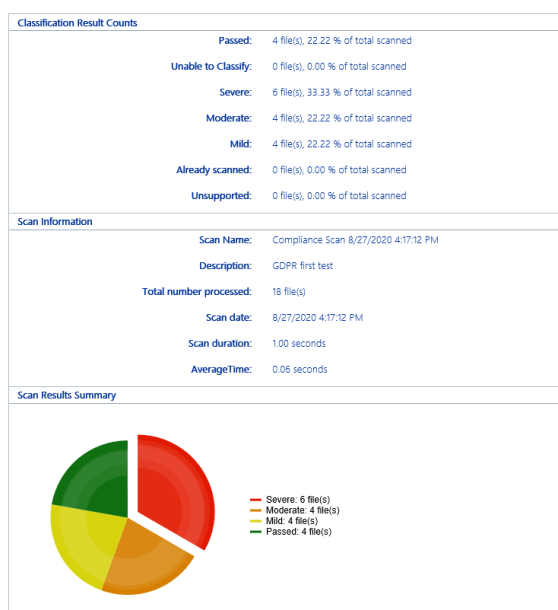 Classification Result Counts
Passed: 4 file(s), 22.22 % of total scanned
Unable to Classify: 0 file(s), 0.00 % of total scanned
Severe: 6 file(s), 33.33 % of total scanned
Moderate: 4 file(s), 22.22 % of total scanned
Mild: 4 file(s), 22.22 % of total scanned
Already scanned: 0 file(s), 0.00 % of total scanned
Unsupported: 0 file(s), 0.00 % of total scanned
Scan Information
Scan Name: Compliance Scan 8/27/2020 4:17:12 PM
Description: GDPR first test
Total number processed: 18 file(s)
Scan date: 8/27/2020 4:17:12 PM
Scan duration: 1.00 seconds
AverageTime: 0.06 seconds
Scan Results Summary
Severe: 6 file(s)
Moderate: 4 file(s)
Mild: 4 file(s)
Passed: 4 file(s)